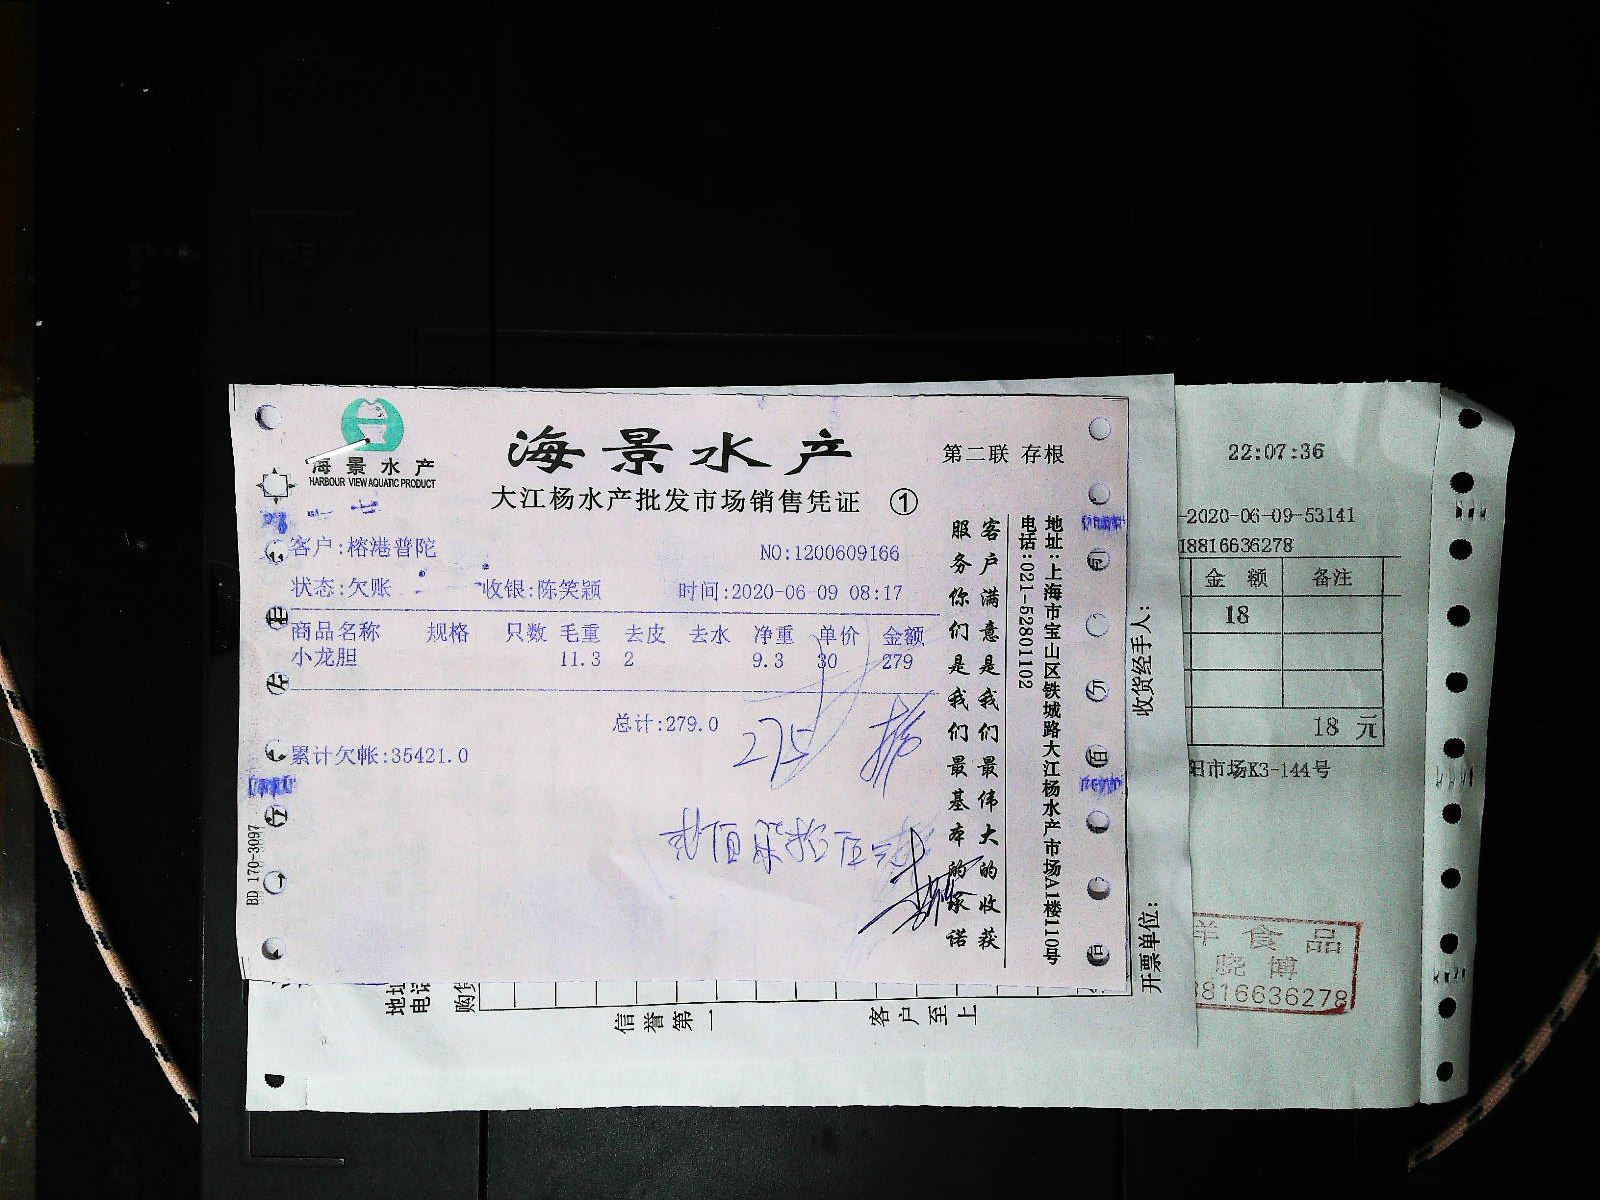 海景水产
HARBOUR VIEW AQUATIC PRODUCT
海景水产
第二联 存根
大江杨水产批发市场销售凭证 ①
客户:榕港普陀
NO:1200609166
状态:欠账 收银:陈笑颖 时间:2020-06-09 08:17
商品名称 规格 只数 毛重 去皮 去水 净重 单价 金额
小龙胆 11.3 2 9.3 30 279
总计:279.0
275
累计欠帐:35421.0
BD 170-3097
客户满意是我们最伟大的收获
服务你们是我们最基本的承诺
地址:上海市宝山区铁城路大江杨水产市场A1楼110号
电话:021-52801102
收货经手人:
开票单位:
地址
电话
购货
信誉第一
客户至上
22:07:36
-2020-06-09-53141
18816636278
金额 备注
18
18 元
阳市场K3-144号
洋食品
晓博
8816636278